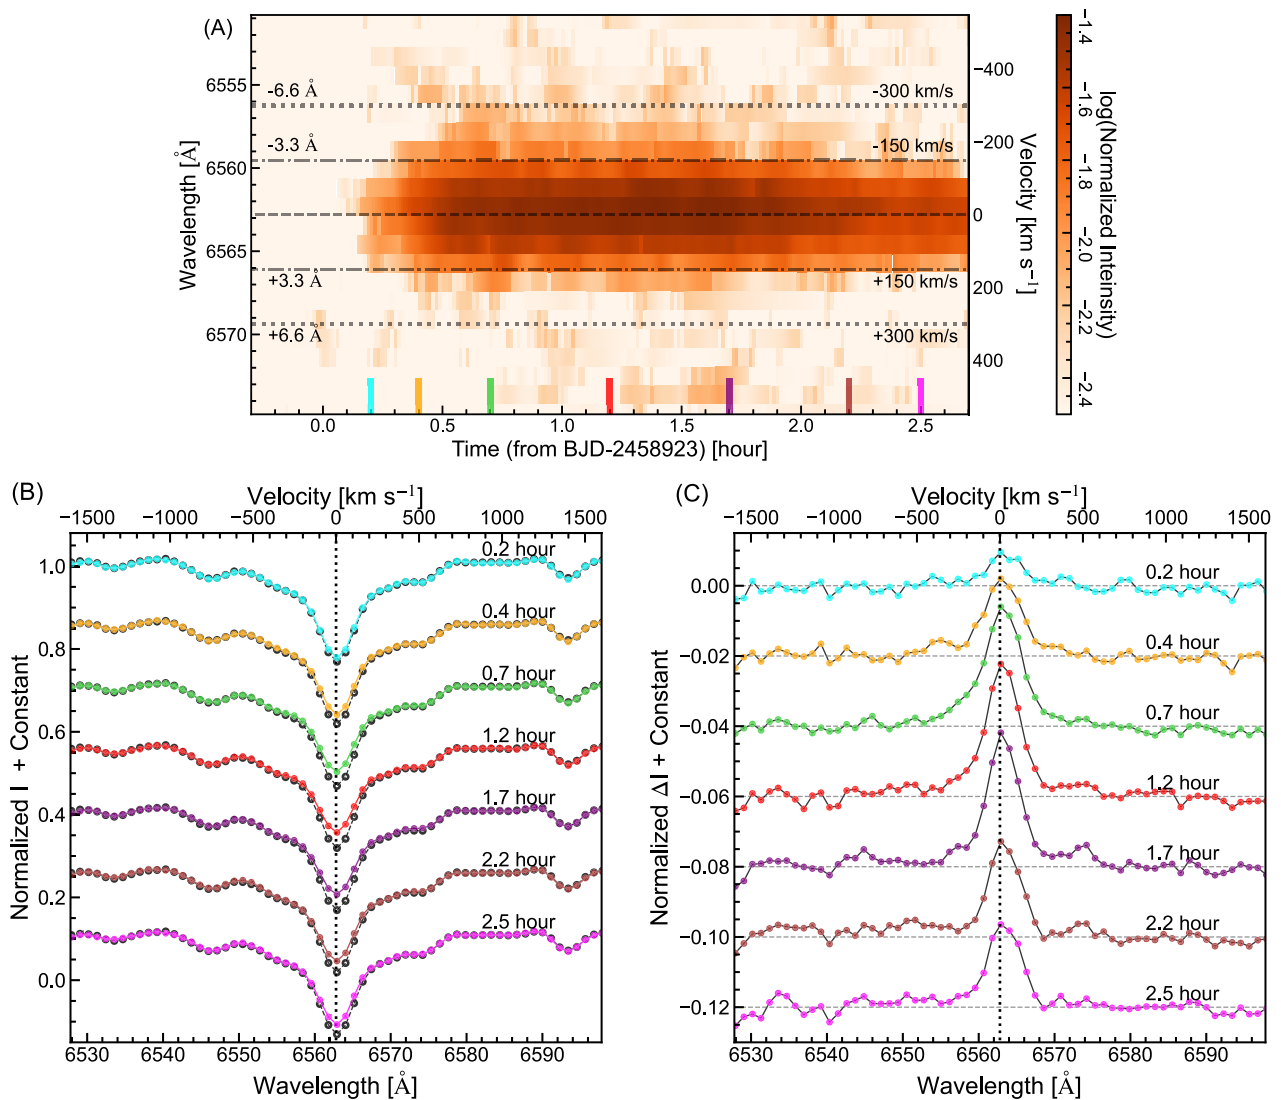 (A)
6555
6560
6565
6570
Wavelength [Å]
-6.6 Å
-3.3 Å
+3.3 Å
+6.6 Å
-300 km/s
-150 km/s
+150 km/s
+300 km/s
−400
−200
0
200
400
Velocity [km s⁻¹]
0.0 0.5 1.0 1.5 2.0 2.5
Time (from BJD-2458923) [hour]
−1.4
−1.6
−1.8
−2.0
−2.2
−2.4
log(Normalized Inteinsity)
(B)
Velocity [km s⁻¹]
−1500 −1000 −500 0 500 1000 1500
1.0
0.8
0.6
0.4
0.2
0.0
Normalized I + Constant
0.2 hour
0.4 hour
0.7 hour
1.2 hour
1.7 hour
2.2 hour
2.5 hour
6530 6540 6550 6560 6570 6580 6590
Wavelength [Å]
(C)
Velocity [km s⁻¹]
−1500 −1000 −500 0 500 1000 1500
0.00
−0.02
−0.04
−0.06
−0.08
−0.10
−0.12
Normalized ΔI + Constant
0.2 hour
0.4 hour
0.7 hour
1.2 hour
1.7 hour
2.2 hour
2.5 hour
6530 6540 6550 6560 6570 6580 6590
Wavelength [Å]